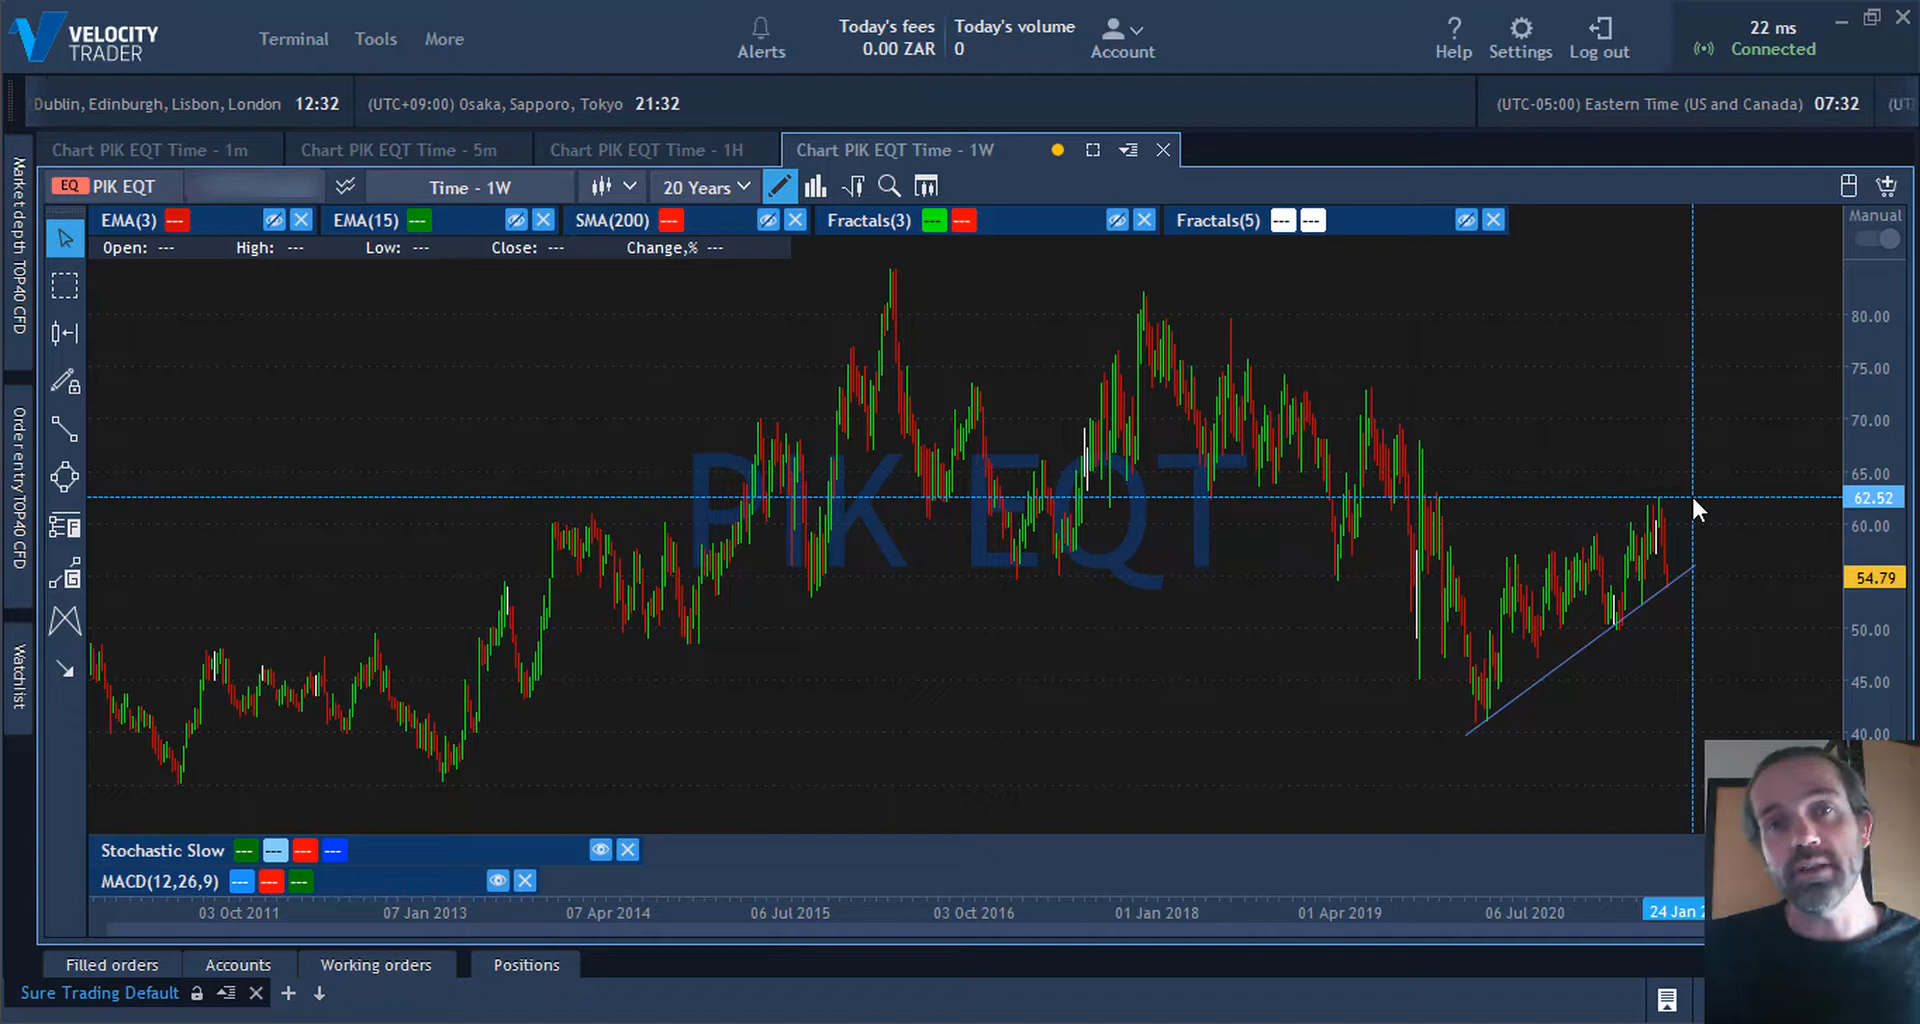 VELOCITY
TRADER
Terminal Tools More
Alerts
Today's fees
0.00 ZAR
Today's volume
0
Account
Help Settings Log out
22 ms
Connected
Dublin, Edinburgh, Lisbon, London 12:32
(UTC+09:00) Osaka, Sapporo, Tokyo 21:32
(UTC-05:00) Eastern Time (US and Canada) 07:32
(UT
Chart PIK EQT Time - 1m
Chart PIK EQT Time - 5m
Chart PIK EQT Time - 1H
Chart PIK EQT Time - 1W
EQ PIK EQT
Time - 1W
20 Years
Market depth TOP40 CFD
Order entry TOP40 CFD
Watchlist
EMA(3) ---
EMA(15) ---
SMA(200) ---
Fractals(3) --- ---
Fractals(5) --- ---
Manual
Open: --- High: --- Low: --- Close: --- Change,% ---
PIK EQT
80.00
75.00
70.00
65.00
62.52
60.00
54.79
50.00
45.00
40.00
F
G
Stochastic Slow --- --- --- ---
MACD(12,26,9) --- --- ---
03 Oct 2011 07 Jan 2013 07 Apr 2014 06 Jul 2015 03 Oct 2016 01 Jan 2018 01 Apr 2019 06 Jul 2020 24 Jan 2
Filled orders Accounts Working orders Positions
Sure Trading Default